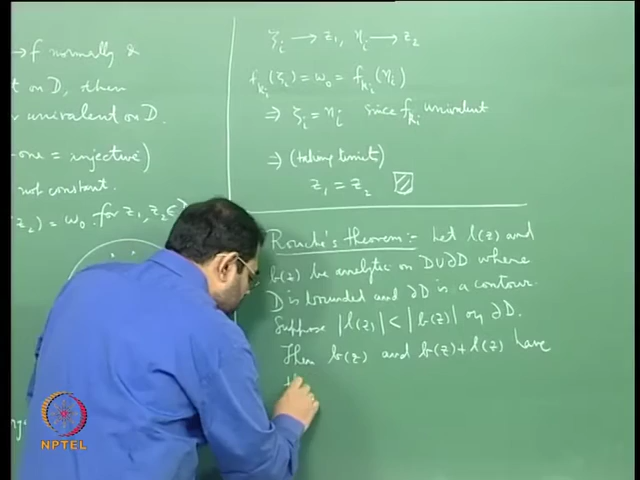 → f normally &
t on D, then
univalent on D.
one = injective)
not constant.
z₂) = w₀ for z₁, z₂ ∈
ζᵢ → z₁, ηᵢ → z₂
f_{kᵢ}(ζᵢ) = w₀ = f_{kᵢ}(ηᵢ)
⇒ ζᵢ = ηᵢ since f_{kᵢ} univalent
⇒ (taking limits)
z₁ = z₂
Rouche's theorem:- Let l(z) and
b(z) be analytic on D∪∂D where
D is bounded and ∂D is a contour.
Suppose |l(z)| < |b(z)| on ∂D.
Then b(z) and b(z)+l(z) have
NPTEL